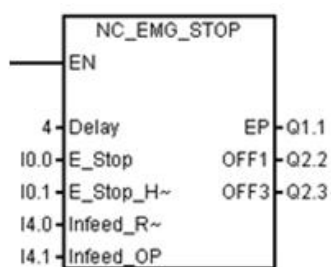 NC_EMG_STOP
EN
4 Delay EP Q1.1
I0.0 E_Stop OFF1 Q2.2
I0.1 E_Stop_H~ OFF3 Q2.3
I4.0 Infeed_R~
I4.1 Infeed_OP